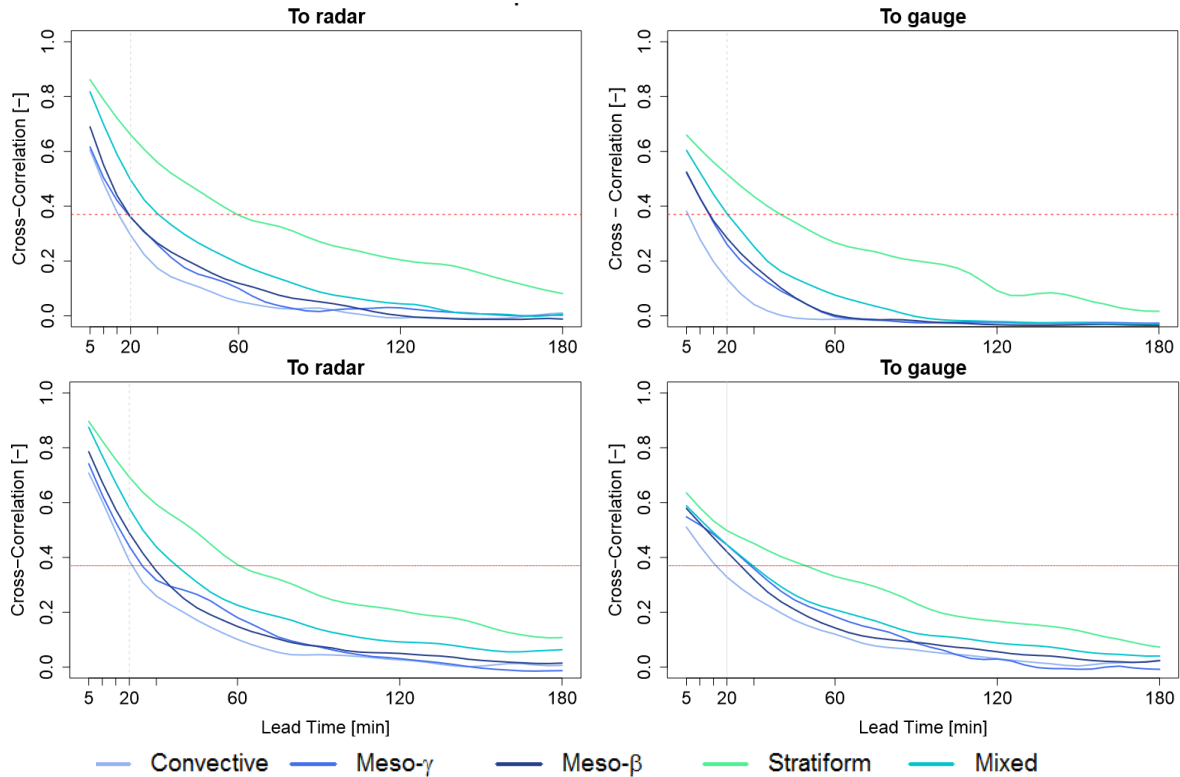 To radar
To gauge
Cross−Correlation [−]
1.0
0.8
0.6
0.4
0.2
0.0
5 20 60 120 180
Cross − Correlation [−]
1.0
0.8
0.6
0.4
0.2
0.0
5 20 60 120 180
To radar
To gauge
Cross−Correlation [−]
1.0
0.8
0.6
0.4
0.2
0.0
5 20 60 120 180
Lead Time [min]
Cross−Correlation [−]
1.0
0.8
0.6
0.4
0.2
0.0
5 20 60 120 180
Lead Time [min]
Convective Meso-γ Meso-β Stratiform Mixed